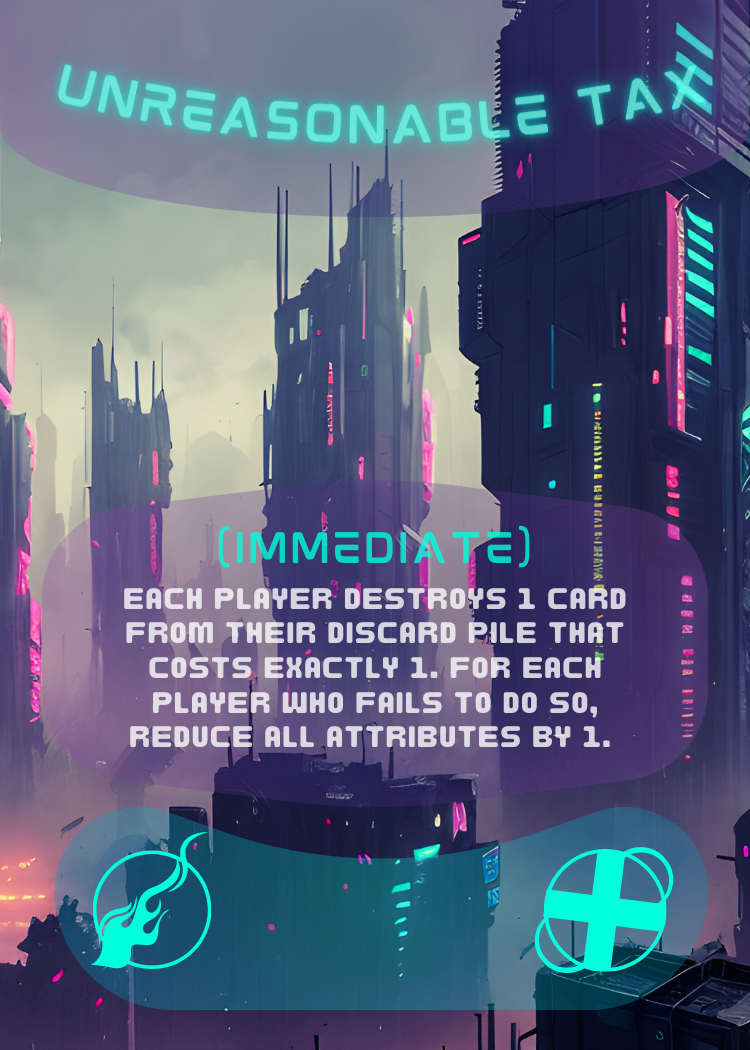 UNREASONABLE TAX
(IMMEDIATE)
EACH PLAYER DESTROYS 1 CARD
FROM THEIR DISCARD PILE THAT
COSTS EXACTLY 1. FOR EACH
PLAYER WHO FAILS TO DO SO,
REDUCE ALL ATTRIBUTES BY 1.